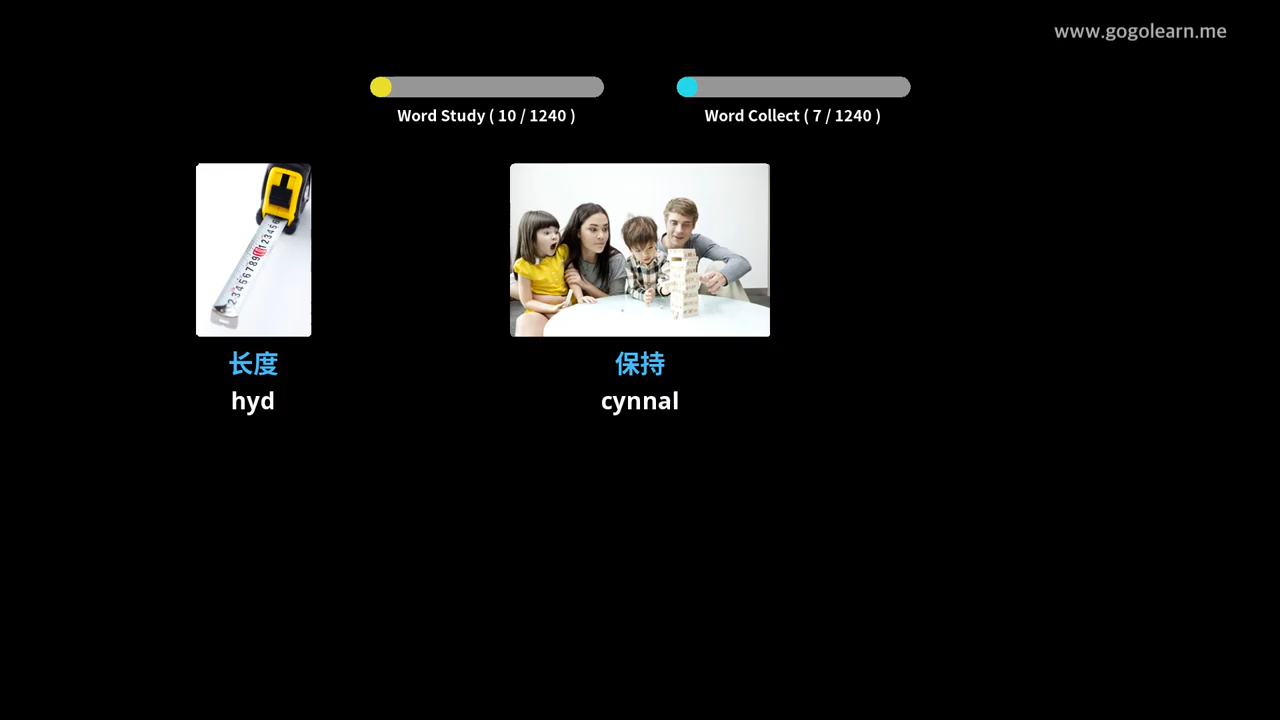 www.gogolearn.me
Word Study ( 10 / 1240 )
Word Collect ( 7 / 1240 )
长度
hyd
保持
cynnal